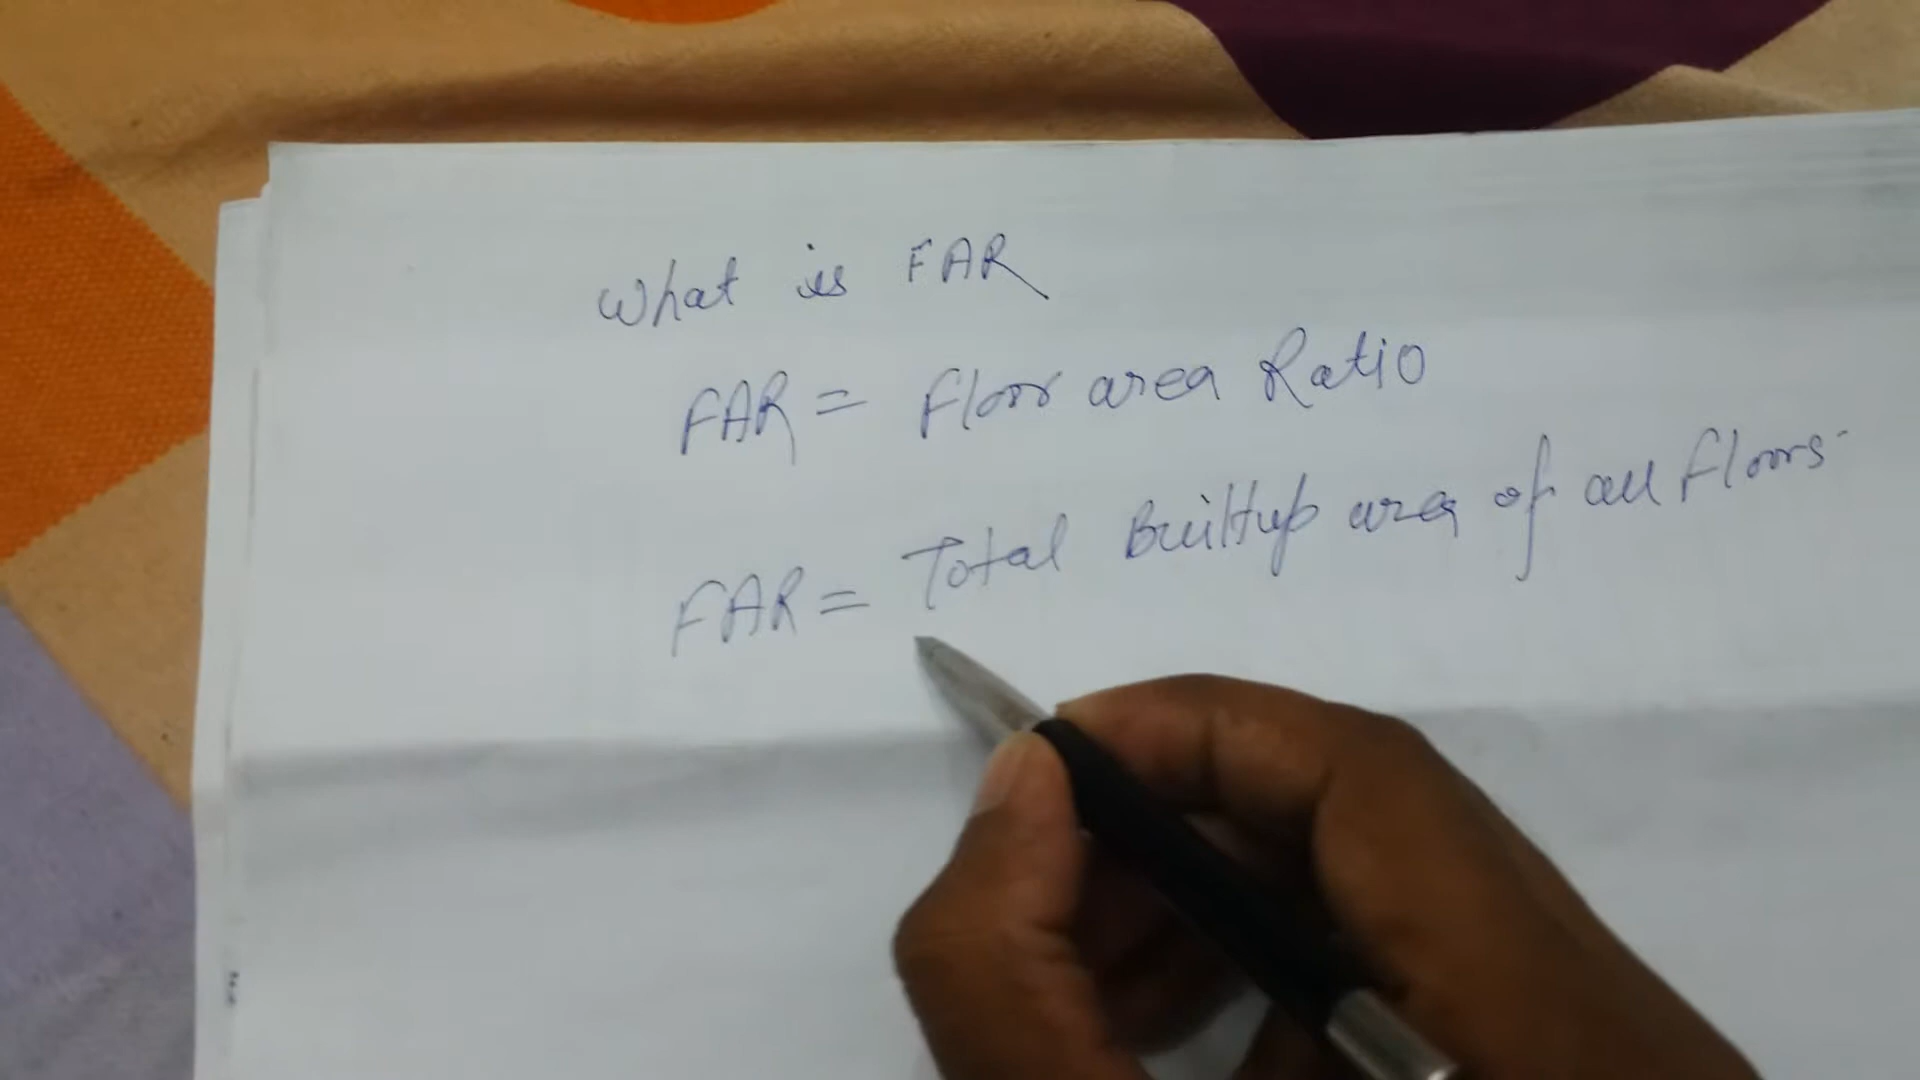 What is FAR
FAR = Floor area Ratio
FAR = Total Builtup area of all floors.